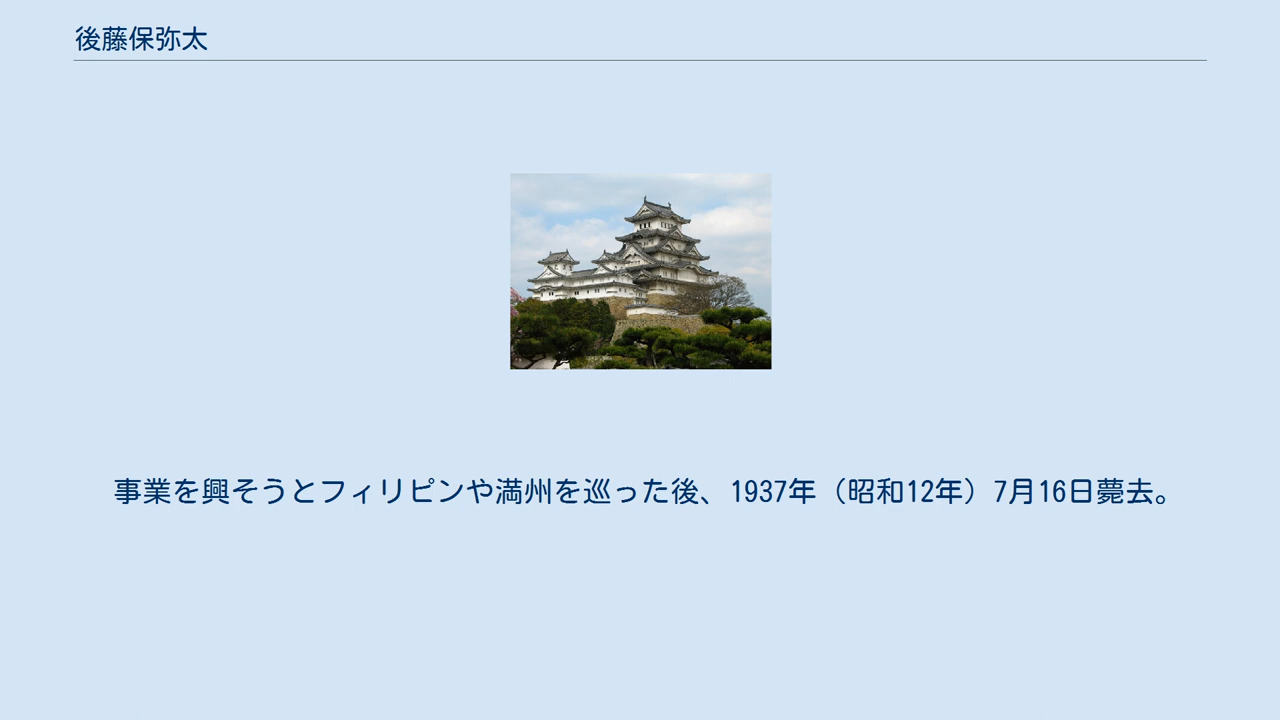 後藤保弥太
事業を興そうとフィリピンや満州を巡った後、1937年（昭和12年）7月16日薨去。